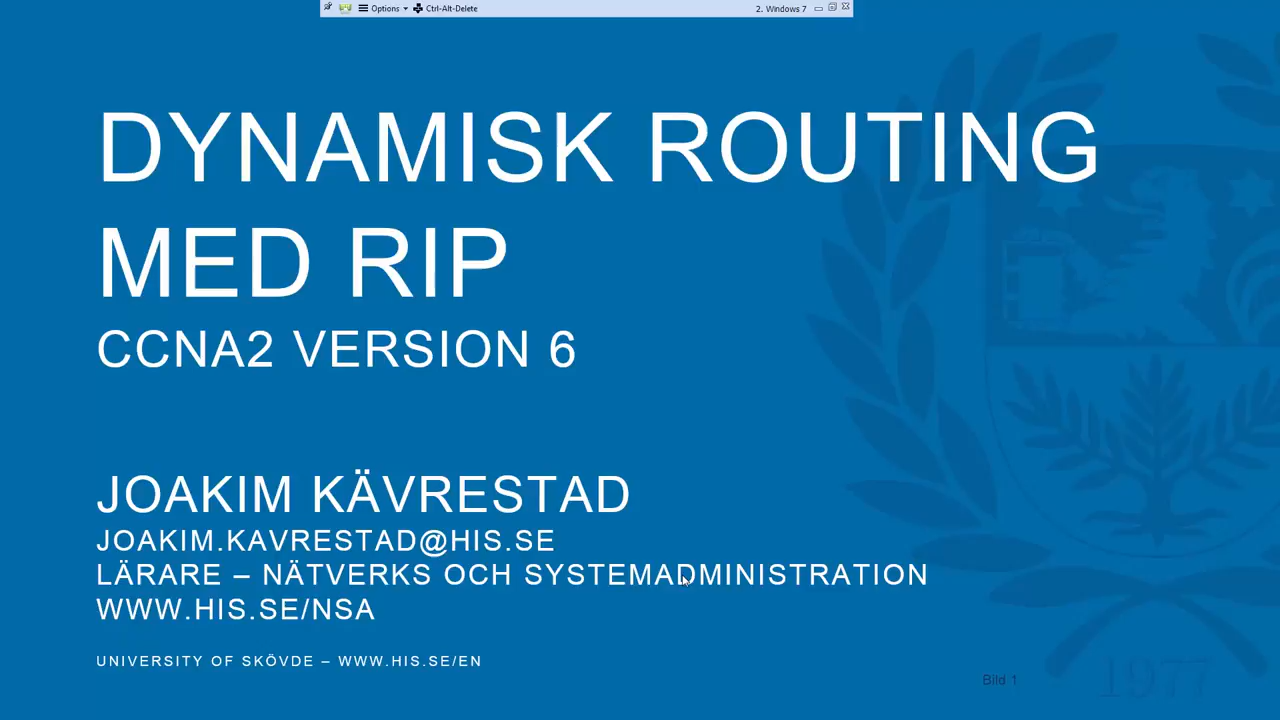 Options Ctrl-Alt-Delete 2. Windows 7
DYNAMISK ROUTING
MED RIP
CCNA2 VERSION 6
JOAKIM KÄVRESTAD
JOAKIM.KAVRESTAD@HIS.SE
LÄRARE – NÄTVERKS OCH SYSTEMADMINISTRATION
WWW.HIS.SE/NSA
UNIVERSITY OF SKÖVDE – WWW.HIS.SE/EN
Bild 1
1977